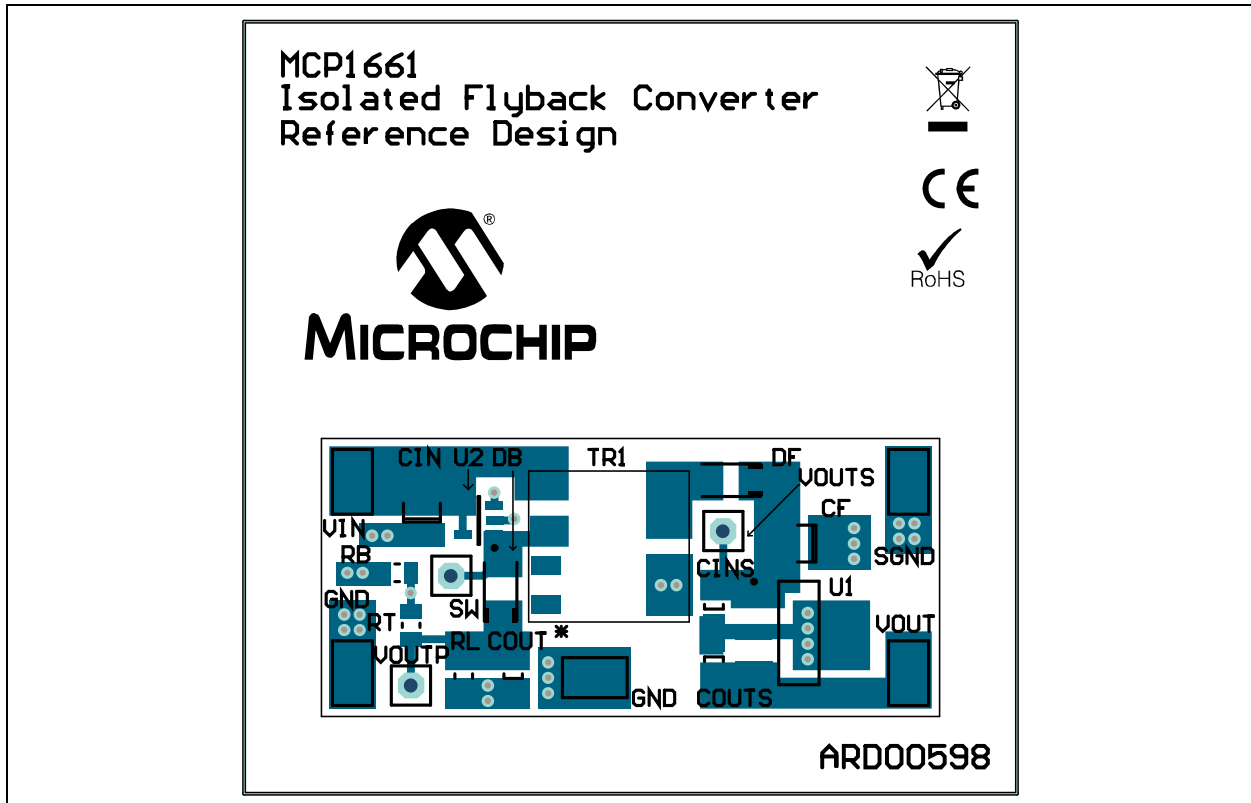 MCP1661
Isolated Flyback Converter
Reference Design
CE
RoHS
®
MICROCHIP
CIN U2 DB TR1 DF
VOUTS
CF
VIN
RB
CINS
SGND
GND
SW
U1
RT
VOUT
RL COUT *
VOUTP
GND COUTS
ARD00598